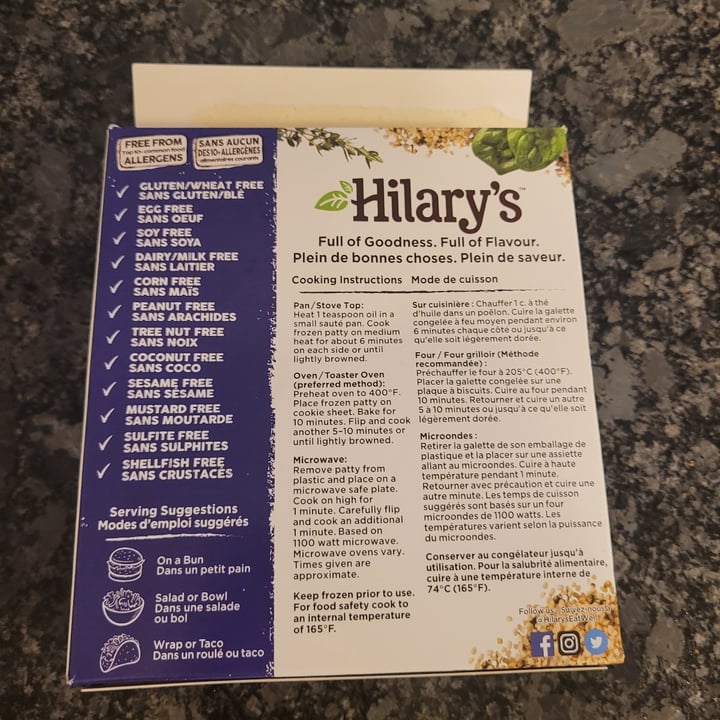 FREE FROM
Top 10+ common food
ALLERGENS
SANS AUCUN
DES 10+ ALLERGÈNES
alimentaires courants
GLUTEN/WHEAT FREE
SANS GLUTEN/BLÉ
EGG FREE
SANS OEUF
SOY FREE
SANS SOYA
DAIRY/MILK FREE
SANS LAITIER
CORN FREE
SANS MAÏS
PEANUT FREE
SANS ARACHIDES
TREE NUT FREE
SANS NOIX
COCONUT FREE
SANS COCO
SESAME FREE
SANS SÉSAME
MUSTARD FREE
SANS MOUTARDE
SULFITE FREE
SANS SULPHITES
SHELLFISH FREE
SANS CRUSTACÉS
Serving Suggestions
Modes d'emploi suggérés
On a Bun
Dans un petit pain
Salad or Bowl
Dans une salade
ou bol
Wrap or Taco
Dans un roulé ou taco
Hilary's™
Full of Goodness. Full of Flavour.
Plein de bonnes choses. Plein de saveur.
Cooking Instructions Mode de cuisson
Pan/Stove Top:
Heat 1 teaspoon oil in a
small sauté pan. Cook
frozen patty on medium
heat for about 6 minutes
on each side or until
lightly browned.
Oven/Toaster Oven
(preferred method):
Preheat oven to 400°F.
Place frozen patty on
cookie sheet. Bake for
10 minutes. Flip and cook
another 5-10 minutes or
until lightly browned.
Microwave:
Remove patty from
plastic and place on a
microwave safe plate.
Cook on high for
1 minute. Carefully flip
and cook an additional
1 minute. Based on
1100 watt microwave.
Microwave ovens vary.
Times given are
approximate.
Keep frozen prior to use.
For food safety cook to
an internal temperature
of 165°F.
Sur cuisinière : Chauffer 1 c. à thé
d'huile dans un poêlon. Cuire la galette
congelée à feu moyen pendant environ
6 minutes chaque côté ou jusqu'à ce
qu'elle soit légèrement dorée.
Four / Four grilloir (Méthode
recommandée) :
Préchauffer le four à 205°C (400°F).
Placer la galette congelée sur une
plaque à biscuits. Cuire au four pendant
10 minutes. Retourner et cuire un autre
5 à 10 minutes ou jusqu'à ce qu'elle soit
légèrement dorée.
Microondes :
Retirer la galette de son emballage de
plastique et la placer sur une assiette
allant au microondes. Cuire à haute
température pendant 1 minute.
Retourner avec précaution et cuire une
autre minute. Les temps de cuisson
suggérés sont basés sur un four
microondes de 1100 watts. Les
températures varient selon la puissance
du microondes.
Conserver au congélateur jusqu'à
utilisation. Pour la salubrité alimentaire,
cuire à une température interne de
74°C (165°F).
Follow us / Suivez-nous
@HilarysEatWell